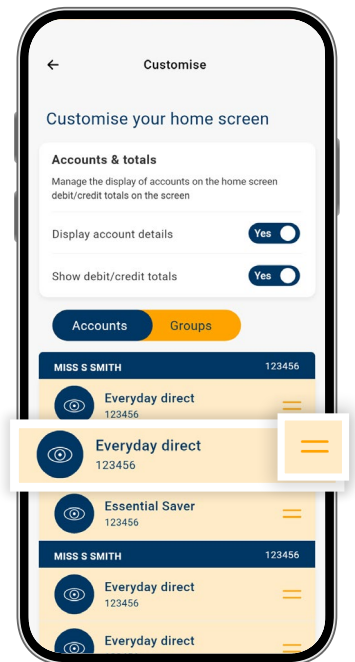 Customise
Customise your home screen
Accounts & totals
Manage the display of accounts on the home screen
debit/credit totals on the screen
Display account details Yes
Show debit/credit totals Yes
Accounts Groups
MISS S SMITH 123456
Everyday direct
123456
Everyday direct
123456
Essential Saver
123456
MISS S SMITH 123456
Everyday direct
123456
Everyday direct